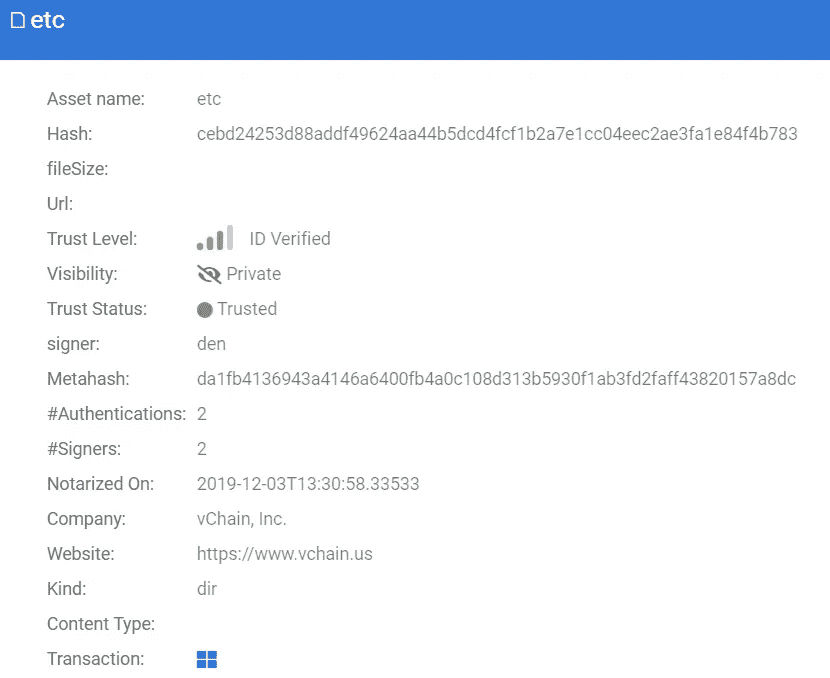 etc
Asset name: etc
Hash: cebd24253d88addf49624aa44b5dcd4fcf1b2a7e1cc04eec2ae3fa1e84f4b783
fileSize:
Url:
Trust Level: ID Verified
Visibility: Private
Trust Status: Trusted
signer: den
Metahash: da1fb4136943a4146a6400fb4a0c108d313b5930f1ab3fd2faff43820157a8dc
#Authentications: 2
#Signers: 2
Notarized On: 2019-12-03T13:30:58.33533
Company: vChain, Inc.
Website: https://www.vchain.us
Kind: dir
Content Type:
Transaction: